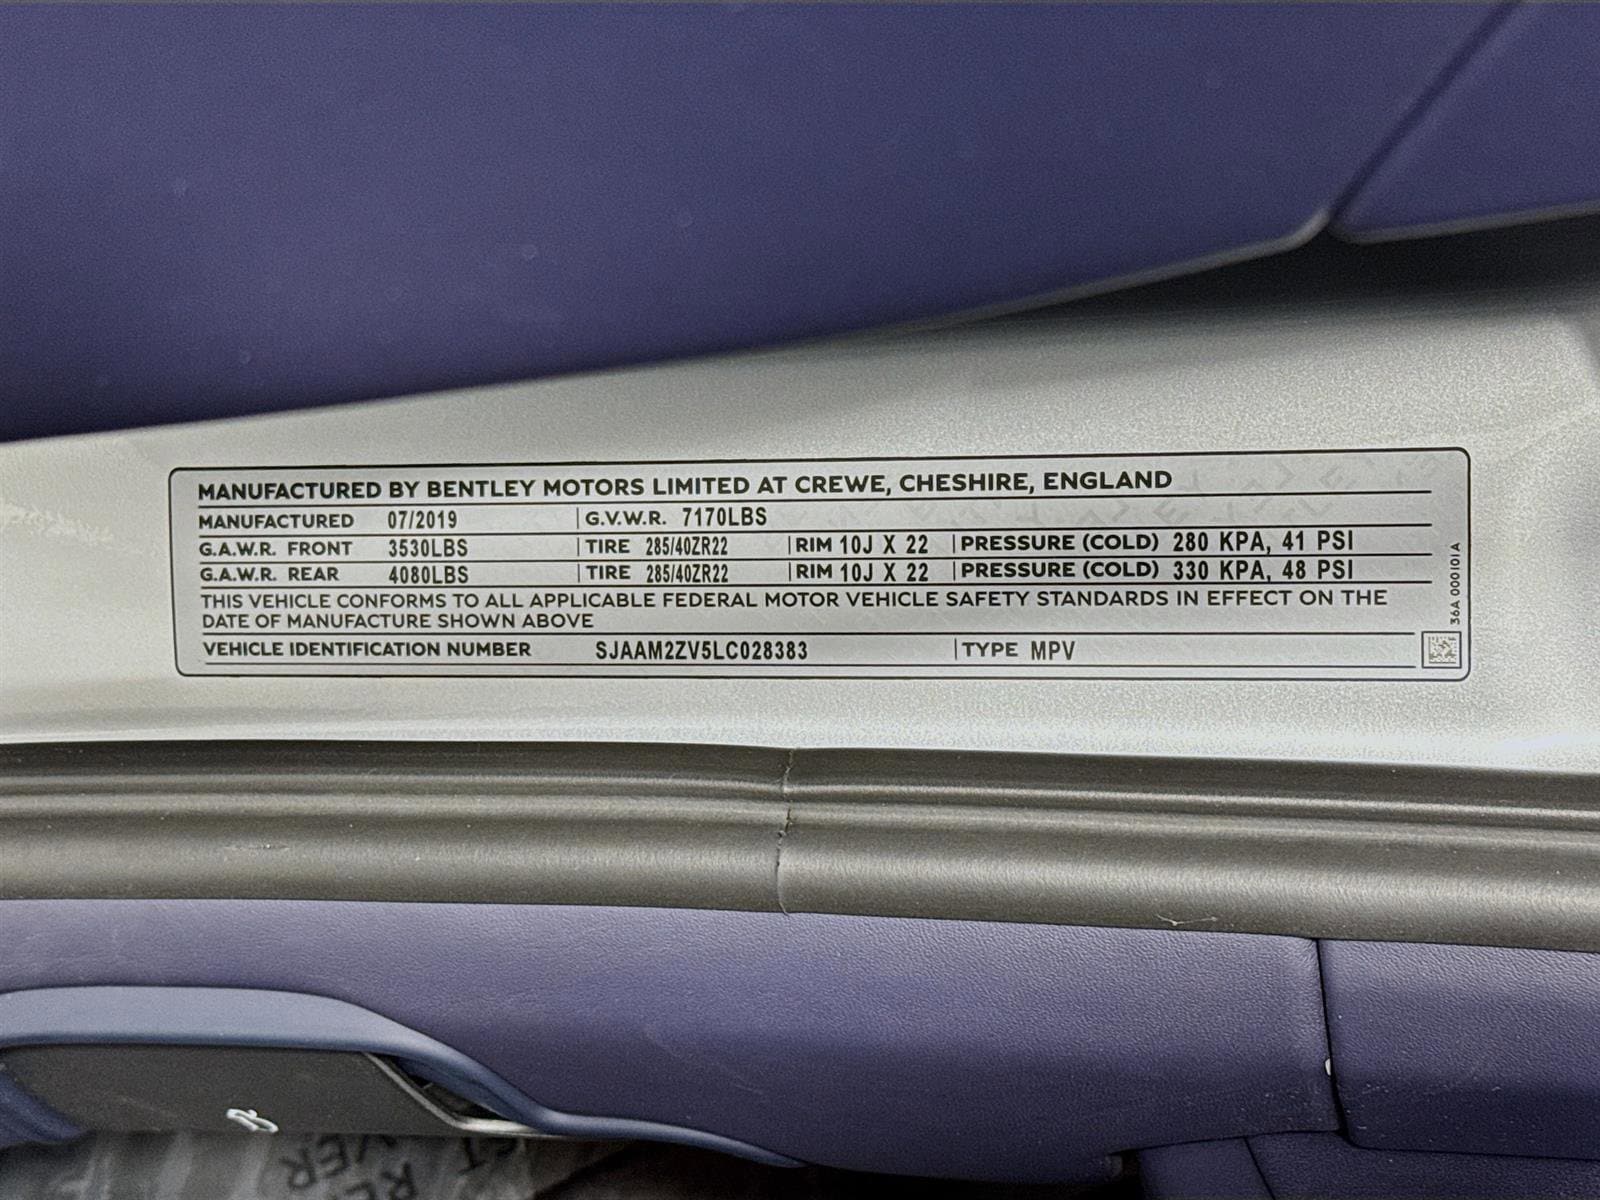 MANUFACTURED BY BENTLEY MOTORS LIMITED AT CREWE, CHESHIRE, ENGLAND
MANUFACTURED 07/2019 G.V.W.R. 7170LBS
G.A.W.R. FRONT 3530LBS TIRE 285/40ZR22 RIM 10J X 22 PRESSURE (COLD) 280 KPA, 41 PSI
G.A.W.R. REAR 4080LBS TIRE 285/40ZR22 RIM 10J X 22 PRESSURE (COLD) 330 KPA, 48 PSI
THIS VEHICLE CONFORMS TO ALL APPLICABLE FEDERAL MOTOR VEHICLE SAFETY STANDARDS IN EFFECT ON THE
DATE OF MANUFACTURE SHOWN ABOVE
VEHICLE IDENTIFICATION NUMBER SJAAM2ZV5LC028383 TYPE MPV
36A 000101A